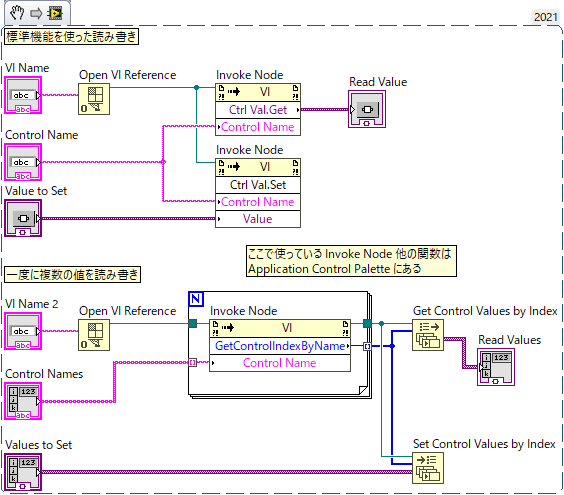 2021
標準機能を使った読み書き
VI Name
Open VI Reference
Invoke Node
VI
Ctrl Val.Get
Control Name
Read Value
abc
abc
Control Name
abc
abc
Invoke Node
VI
Ctrl Val.Set
Control Name
Value
Value to Set
ここで使っている Invoke Node 他の関数は
Application Control Palette にある
一度に複数の値を読み書き
VI Name 2
Open VI Reference
N
Invoke Node
VI
GetControlIndexByName
Control Name
Get Control Values by Index
Read Values
123
abc
abc
Control Names
123
abc
Values to Set
123
Set Control Values by Index